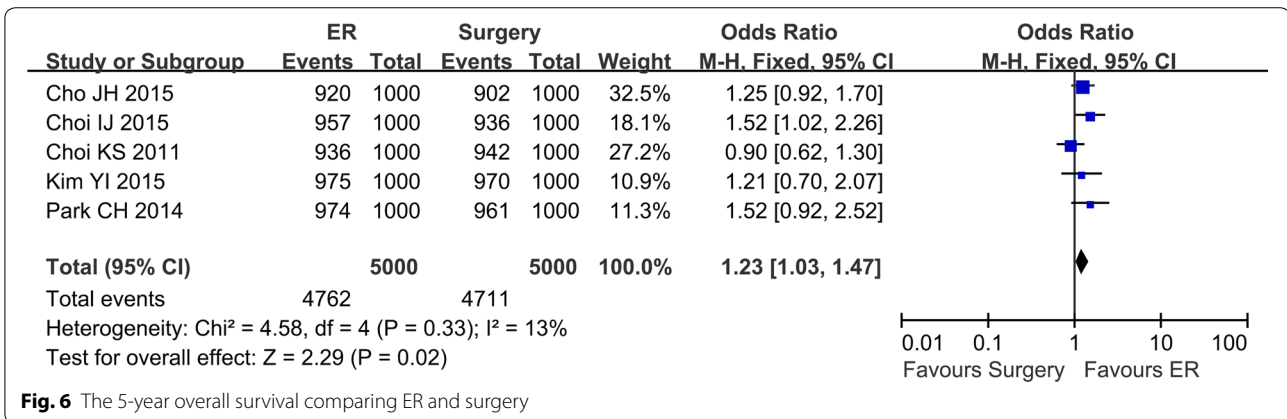 ER Surgery Odds Ratio Odds Ratio
Study or Subgroup Events Total Events Total Weight M-H, Fixed, 95% CI M-H, Fixed, 95% CI
Cho JH 2015 920 1000 902 1000 32.5% 1.25 [0.92, 1.70]
Choi IJ 2015 957 1000 936 1000 18.1% 1.52 [1.02, 2.26]
Choi KS 2011 936 1000 942 1000 27.2% 0.90 [0.62, 1.30]
Kim YI 2015 975 1000 970 1000 10.9% 1.21 [0.70, 2.07]
Park CH 2014 974 1000 961 1000 11.3% 1.52 [0.92, 2.52]
Total (95% CI) 5000 5000 100.0% 1.23 [1.03, 1.47]
Total events 4762 4711
Heterogeneity: Chi² = 4.58, df = 4 (P = 0.33); I² = 13%
Test for overall effect: Z = 2.29 (P = 0.02)
0.01 0.1 1 10 100
Favours Surgery Favours ER
Fig. 6 The 5-year overall survival comparing ER and surgery